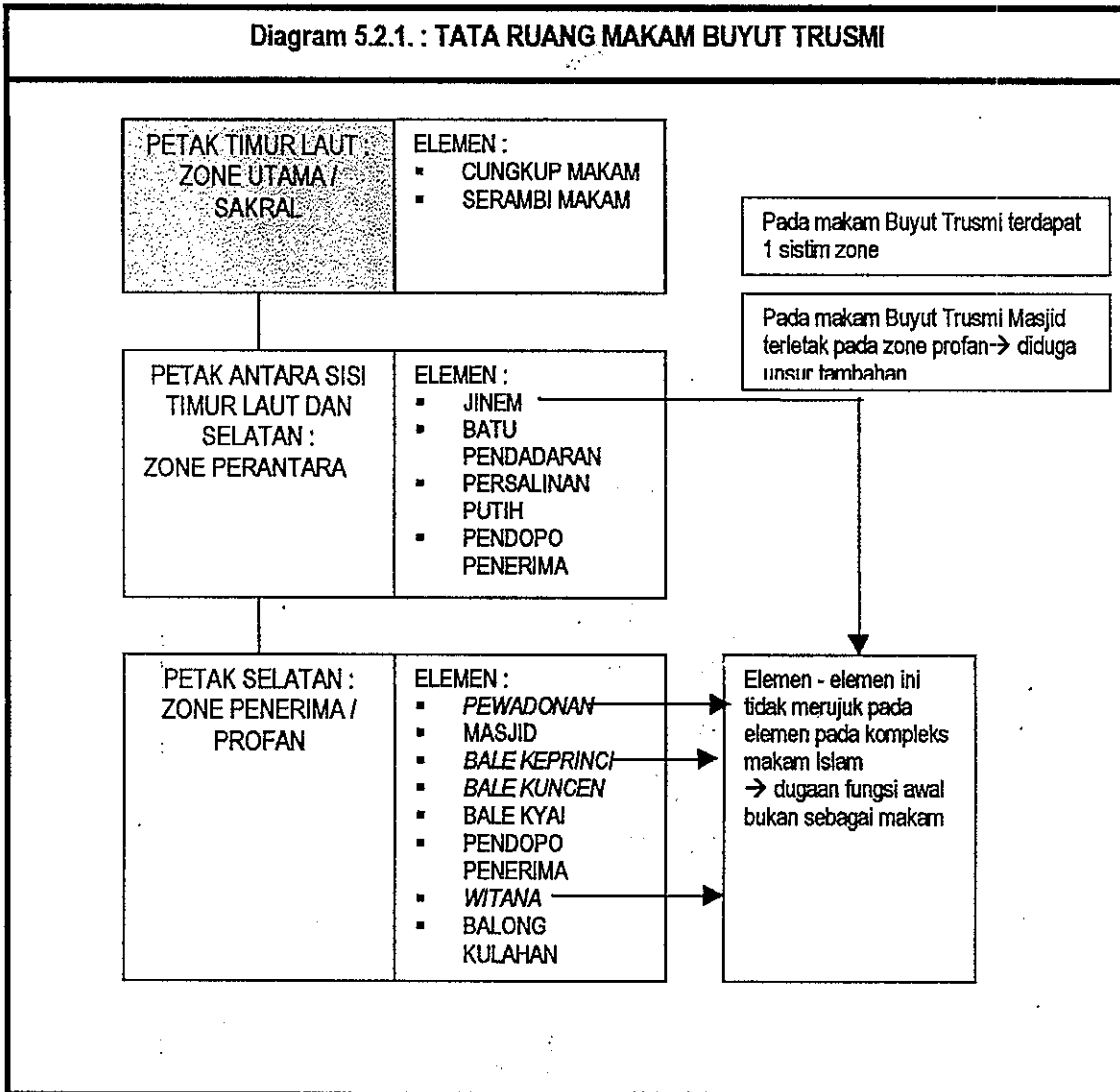 Diagram 5.2.1. : TATA RUANG MAKAM BUYUT TRUSMI
PETAK TIMUR LAUT :
ZONE UTAMA /
SAKRAL
ELEMEN :
▪ CUNGKUP MAKAM
▪ SERAMBI MAKAM
Pada makam Buyut Trusmi terdapat
1 sistim zone
Pada makam Buyut Trusmi Masjid
terletak pada zone profan→ diduga
unsur tambahan
PETAK ANTARA SISI
TIMUR LAUT DAN
SELATAN :
ZONE PERANTARA
ELEMEN :
▪ JINEM
▪ BATU
PENDADARAN
▪ PERSALINAN
PUTIH
▪ PENDOPO
PENERIMA
PETAK SELATAN :
ZONE PENERIMA /
PROFAN
ELEMEN :
▪ PEWADONAN
▪ MASJID
▪ BALE KEPRINCI
▪ BALE KUNCEN
▪ BALE KYAI
▪ PENDOPO
PENERIMA
▪ WITANA
▪ BALONG
KULAHAN
Elemen - elemen ini
tidak merujuk pada
elemen pada kompleks
makam Islam
→ dugaan fungsi awal
bukan sebagai makam